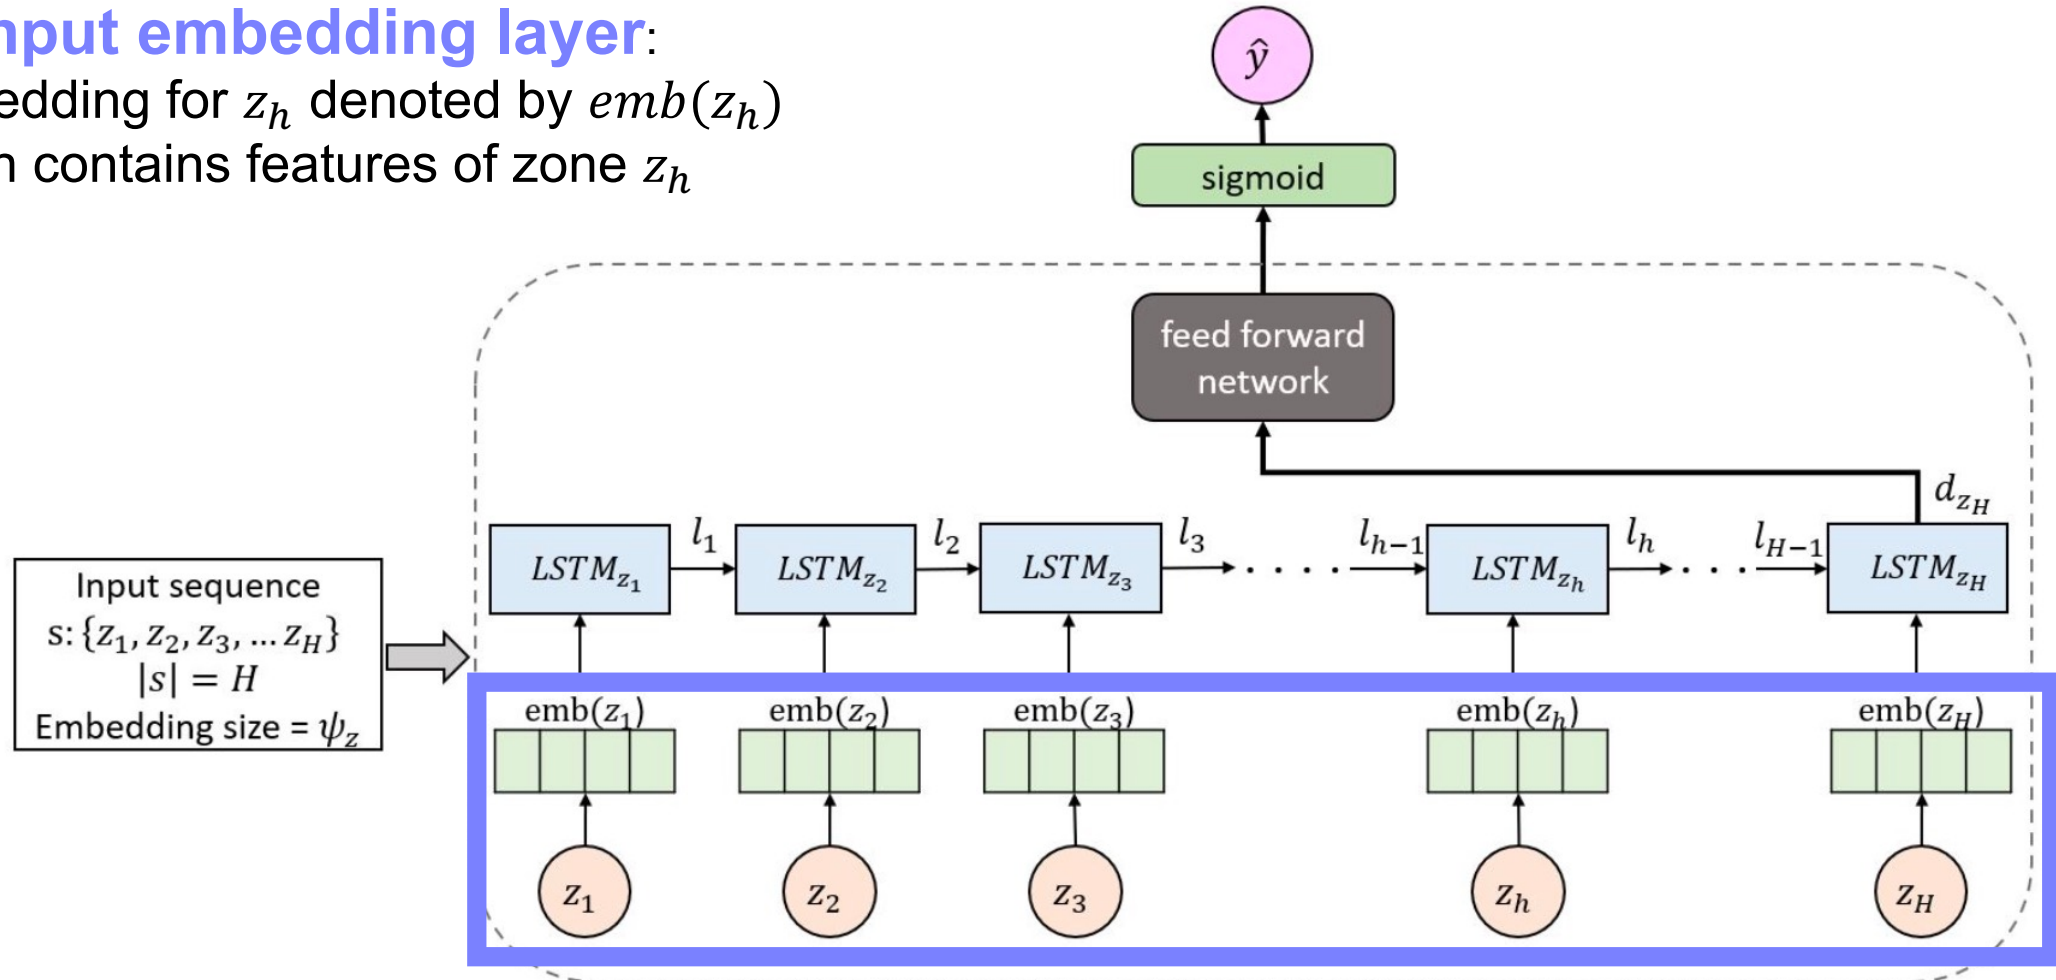 nput embedding layer:
edding for z_h denoted by emb(z_h)
n contains features of zone z_h
ŷ
sigmoid
feed forward
network
d_{z_H}
LSTM_{z_1} l_1 LSTM_{z_2} l_2 LSTM_{z_3} l_3 . . . . l_{h−1} LSTM_{z_h} l_h . . . l_{H−1} LSTM_{z_H}
Input sequence
s: {z_1, z_2, z_3, … z_H}
|s| = H
Embedding size = ψ_z
emb(z_1) emb(z_2) emb(z_3) emb(z_h) emb(z_H)
z_1 z_2 z_3 z_h z_H